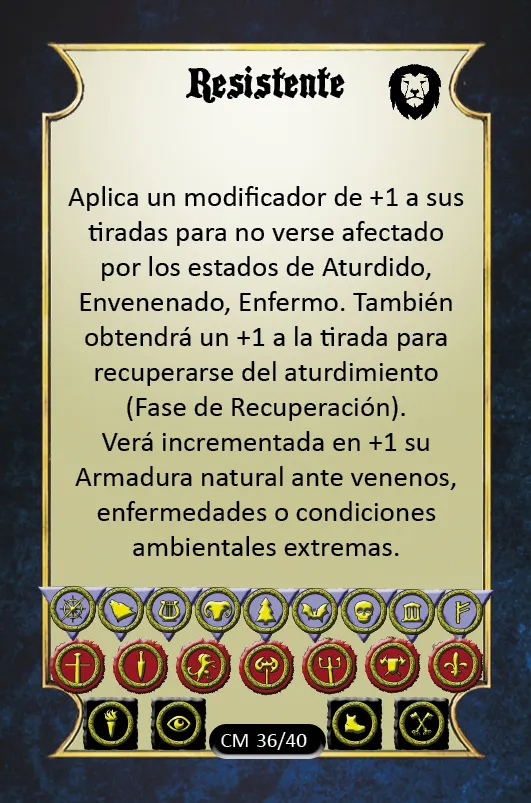 Resistente
Aplica un modificador de +1 a sus
tiradas para no verse afectado
por los estados de Aturdido,
Envenenado, Enfermo. También
obtendrá un +1 a la tirada para
recuperarse del aturdimiento
(Fase de Recuperación).
Verá incrementada en +1 su
Armadura natural ante venenos,
enfermedades o condiciones
ambientales extremas.
CM 36/40